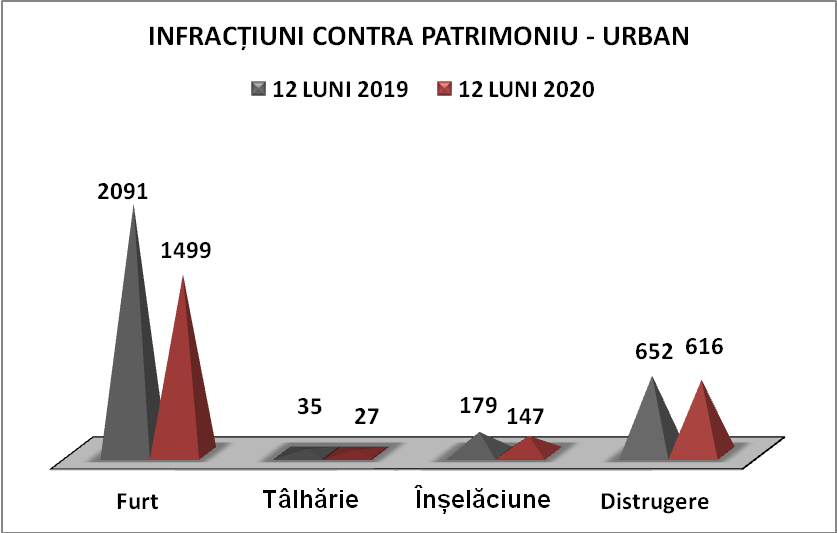 INFRACȚIUNI CONTRA PATRIMONIU - URBAN
12 LUNI 2019 12 LUNI 2020
2091
1499
35
27
179
147
652
616
Furt Tâlhărie Înșelăciune Distrugere